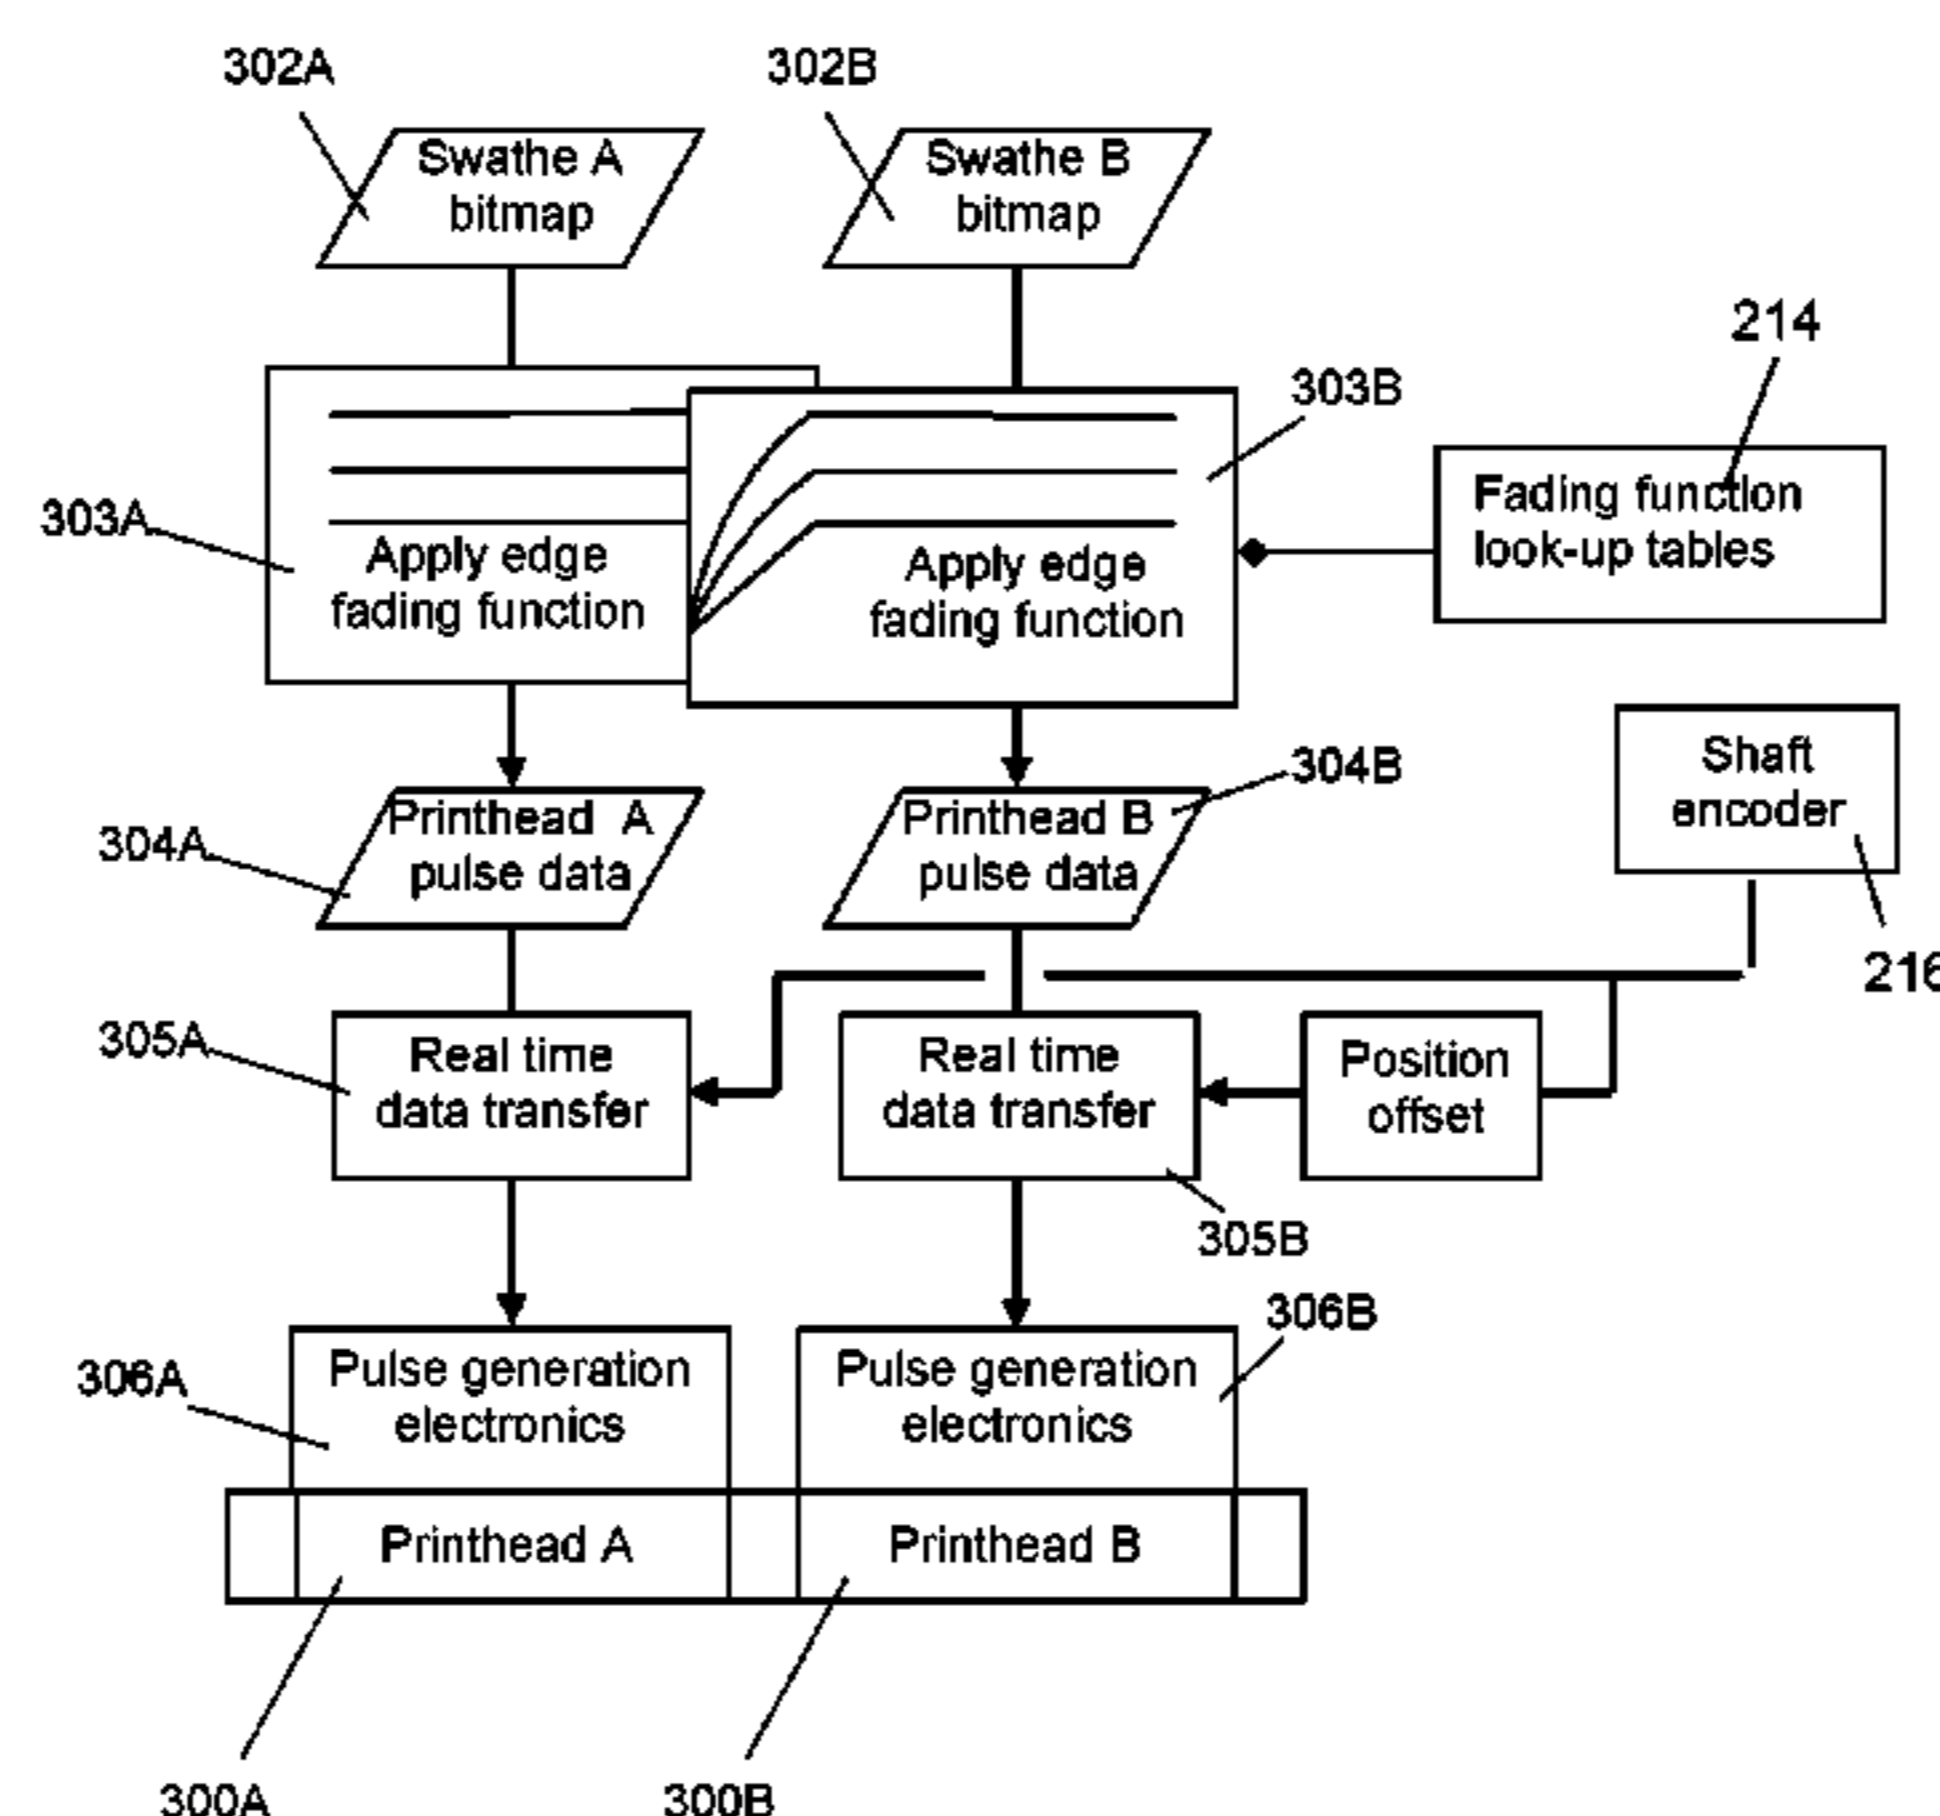 302A
302B
Swathe A
bitmap
Swathe B
bitmap
214
303B
Fading function
look-up tables
303A
Apply edge
fading function
Apply edge
fading function
Shaft
encoder
304B
Printhead A
pulse data
Printhead B
pulse data
304A
216
305A
Real time
data transfer
Real time
data transfer
Position
offset
305B
306B
306A
Pulse generation
electronics
Pulse generation
electronics
Printhead A
Printhead B
300A
300B